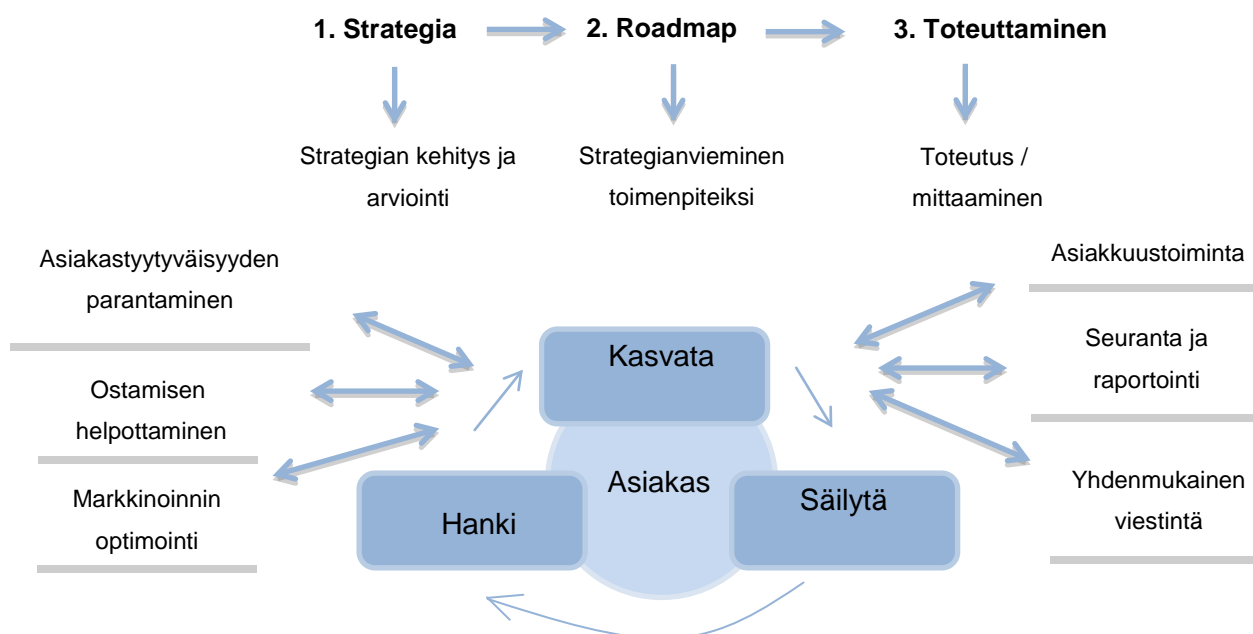 1. Strategia
2. Roadmap
3. Toteuttaminen
Strategian kehitys ja
arviointi
Strategianvieminen
toimenpiteiksi
Toteutus /
mittaaminen
Asiakastyytyväisyyden
parantaminen
Ostamisen
helpottaminen
Markkinoinnin
optimointi
Kasvata
Asiakas
Hanki
Säilytä
Asiakkuustoiminta
Seuranta ja
raportointi
Yhdenmukainen
viestintä